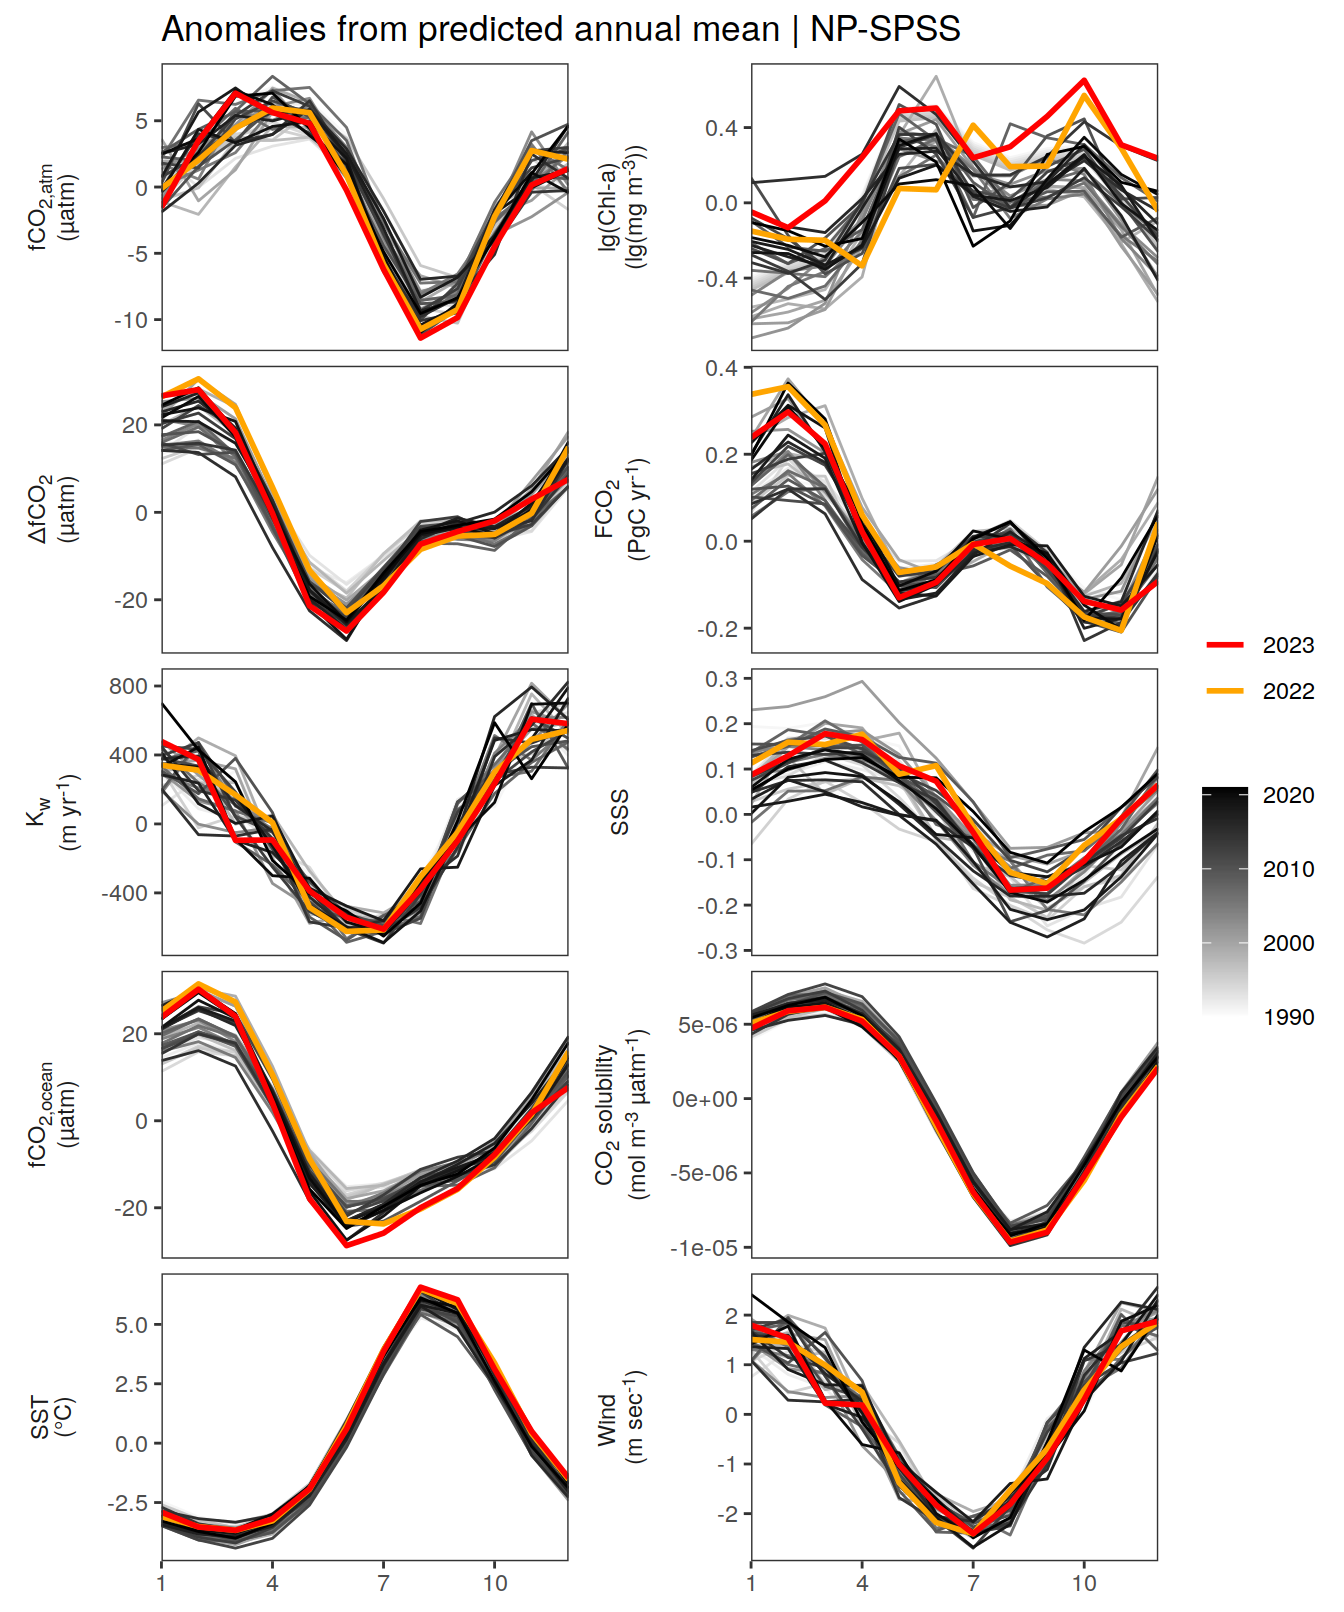 Anomalies from predicted annual mean | NP-SPSS
fCO2,atm
(µatm)
5
0
-5
-10
lg(Chl-a)
(lg(mg m-3))
0.4
0.0
-0.4
ΔfCO2
(µatm)
20
0
-20
FCO2
(PgC yr-1)
0.4
0.2
0.0
-0.2
Kw
(m yr-1)
800
400
0
-400
SSS
0.3
0.2
0.1
0.0
-0.1
-0.2
-0.3
fCO2,ocean
(µatm)
20
0
-20
CO2 solubility
(mol m-3 µatm-1)
5e-06
0e+00
-5e-06
-1e-05
SST
(°C)
5.0
2.5
0.0
-2.5
1
4
7
10
Wind
(m sec-1)
2
1
0
-1
-2
1
4
7
10
2023
2022
2020
2010
2000
1990